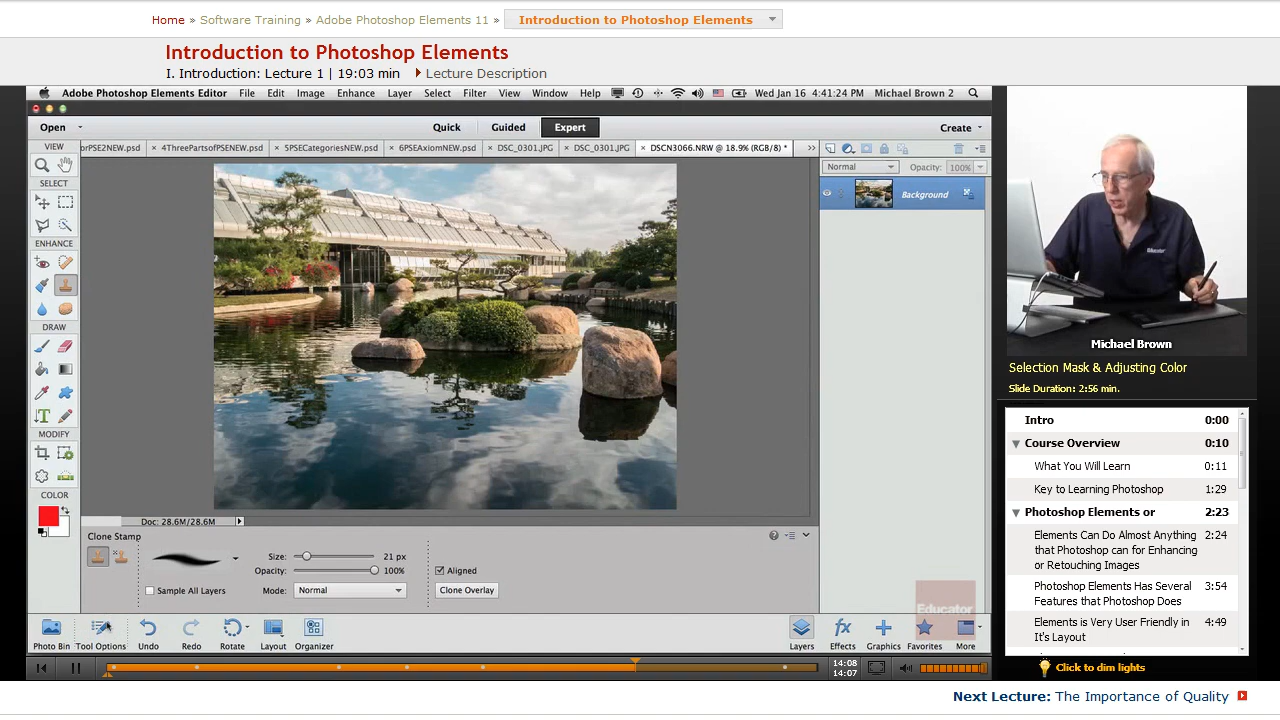 Home » Software Training » Adobe Photoshop Elements 11 » Introduction to Photoshop Elements
Introduction to Photoshop Elements
I. Introduction: Lecture 1 | 19:03 min Lecture Description
Adobe Photoshop Elements Editor File Edit Image Enhance Layer Select Filter View Window Help Wed Jan 16 4:41:24 PM Michael Brown 2
Open Quick Guided Expert Create
VIEW
orPSE2NEW.psd × 4ThreePartsofPSENEW.psd × 5PSECategoriesNEW.psd × 6PSEAxiomNEW.psd × DSC_0301.JPG × DSC_0301.JPG × DSCN3066.NRW @ 18.9% (RGB/8) * >>
Normal Opacity: 100%
SELECT
Background
ENHANCE
DRAW
MODIFY
COLOR
Doc: 28.6M/28.6M
Clone Stamp
Size: 21 px
Opacity: 100%
Aligned
Sample All Layers
Mode: Normal
Clone Overlay
Educator
Photo Bin Tool Options Undo Redo Rotate Layout Organizer Layers Effects Graphics Favorites More
14:08
14:07
Educator
Michael Brown
Selection Mask & Adjusting Color
Slide Duration: 2:56 min.
Intro 0:00
Course Overview 0:10
What You Will Learn 0:11
Key to Learning Photoshop 1:29
Photoshop Elements or 2:23
Elements Can Do Almost Anything 2:24
that Photoshop can for Enhancing
or Retouching Images
Photoshop Elements Has Several 3:54
Features that Photoshop Does
Elements is Very User Friendly in 4:49
It's Layout
Click to dim lights
Next Lecture: The Importance of Quality